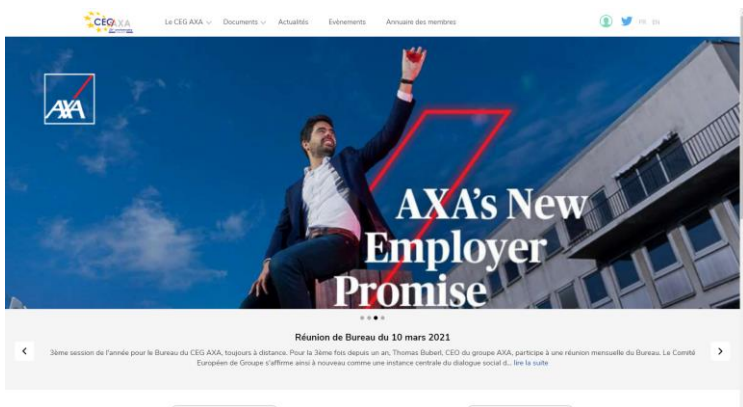 CEG AXA
Le CEG AXA Documents Actualités Evènements Annuaire des membres FR EN
AXA
AXA's New
Employer
Promise
Réunion de Bureau du 10 mars 2021
3ème session de l'année pour le Bureau du CEG AXA, toujours à distance. Pour la 3ème fois depuis un an, Thomas Buberl, CEO du groupe AXA, participe à une réunion mensuelle du Bureau. Le Comité
Européen de Groupe s'affirme ainsi à nouveau comme une instance centrale du dialogue social d... lire la suite